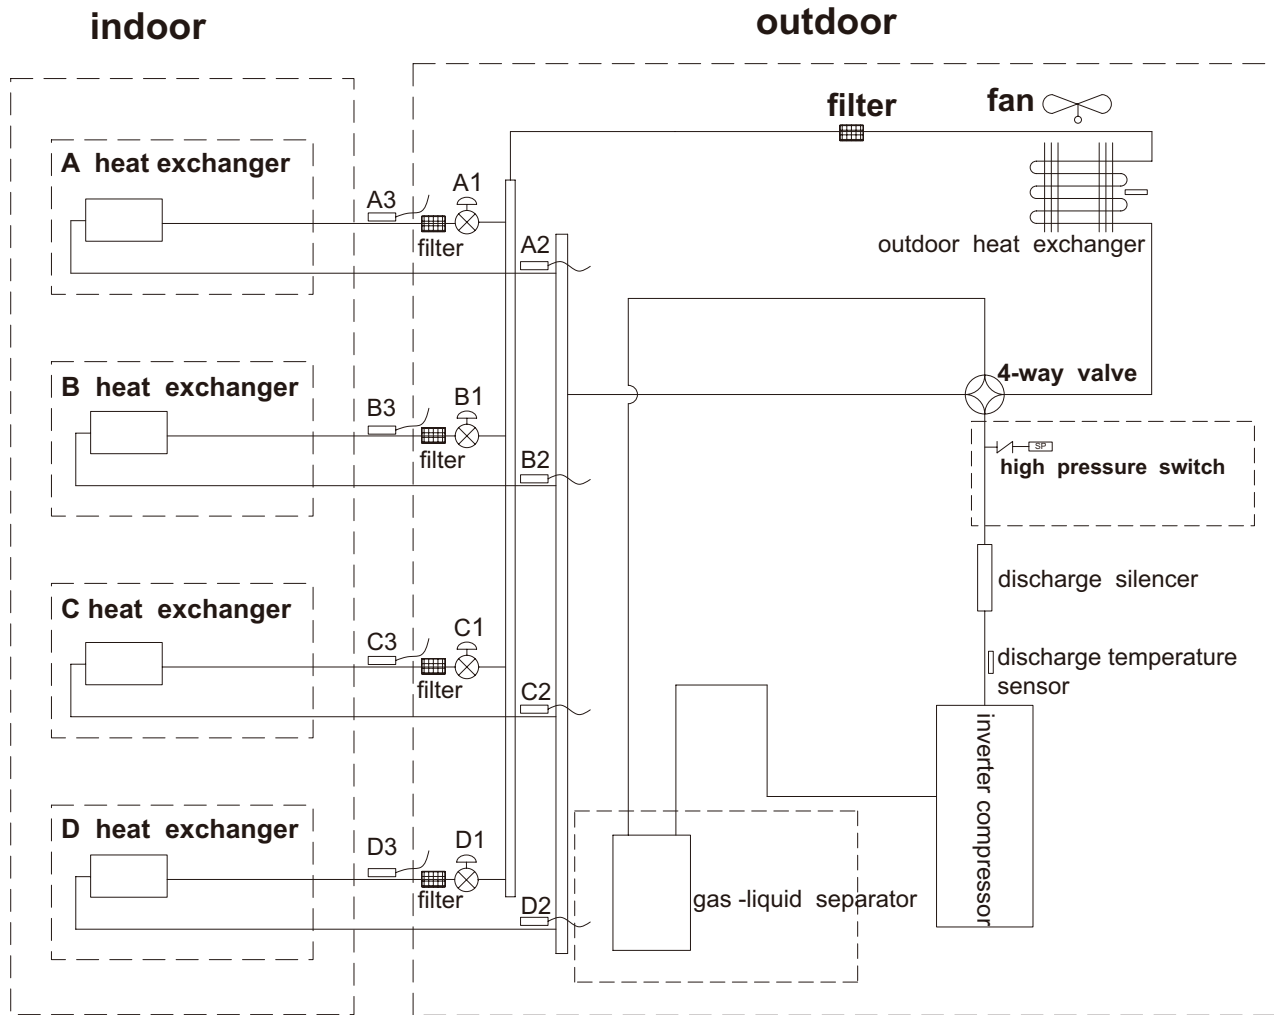 indoor
outdoor
filter
fan
A heat exchanger
A3
A1
filter
A2
outdoor heat exchanger
4-way valve
B heat exchanger
B3
B1
filter
B2
SP
high pressure switch
discharge silencer
C heat exchanger
C3
C1
filter
C2
discharge temperature
sensor
inverter compressor
D heat exchanger
D3
D1
filter
D2
gas -liquid separator